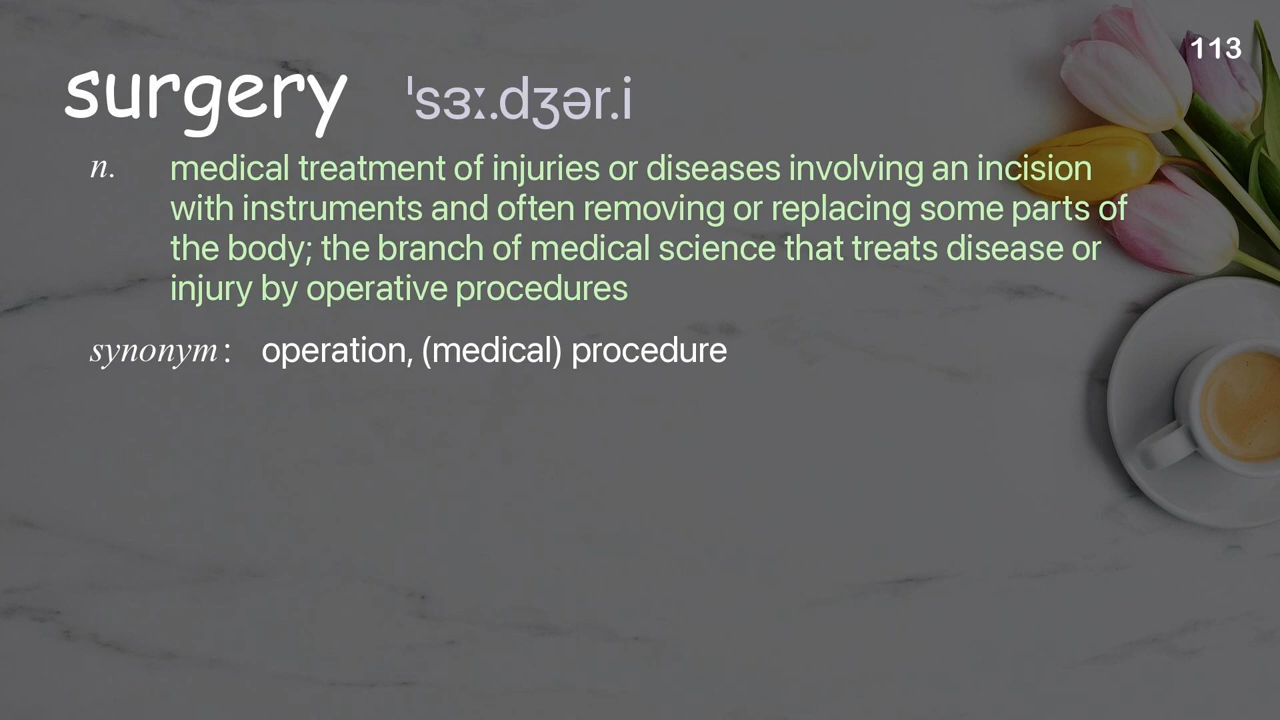 113
surgery ˈsɜː.dʒər.i
n. medical treatment of injuries or diseases involving an incision
with instruments and often removing or replacing some parts of
the body; the branch of medical science that treats disease or
injury by operative procedures
synonym: operation, (medical) procedure